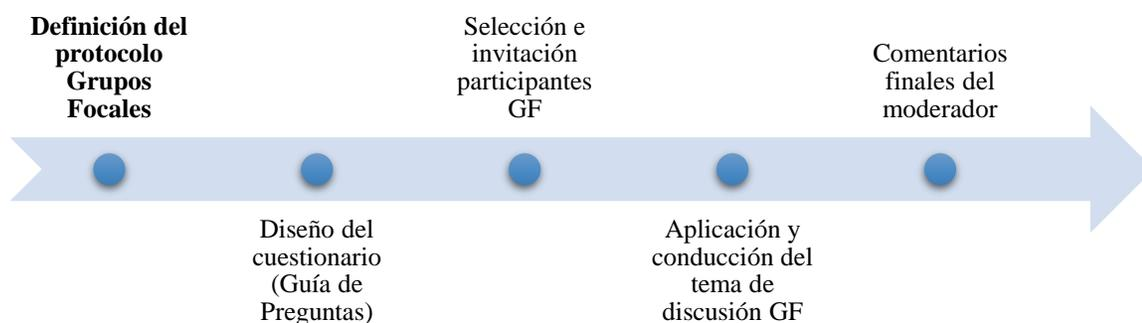 Definición del
protocolo
Grupos
Focales
Diseño del
cuestionario
(Guía de
Preguntas)
Selección e
invitación
participantes
GF
Aplicación y
conducción del
tema de
discusión GF
Comentarios
finales del
moderador